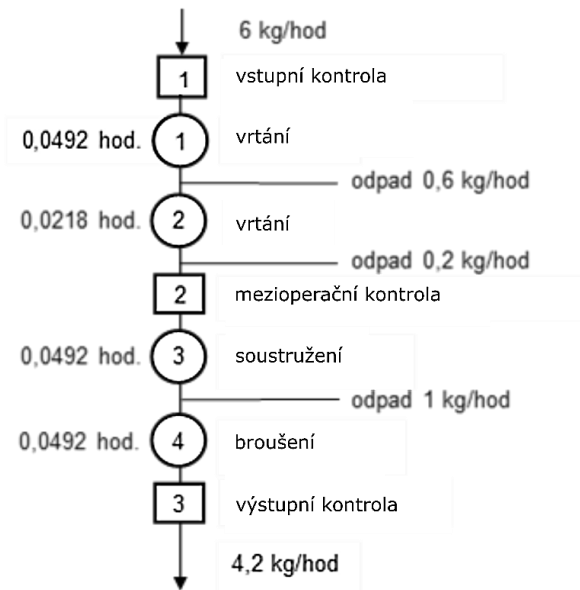 6 kg/hod
1 vstupní kontrola
0,0492 hod. 1 vrtání
odpad 0,6 kg/hod
0,0218 hod. 2 vrtání
odpad 0,2 kg/hod
2 mezioperační kontrola
0,0492 hod. 3 soustružení
odpad 1 kg/hod
0,0492 hod. 4 broušení
3 výstupní kontrola
4,2 kg/hod